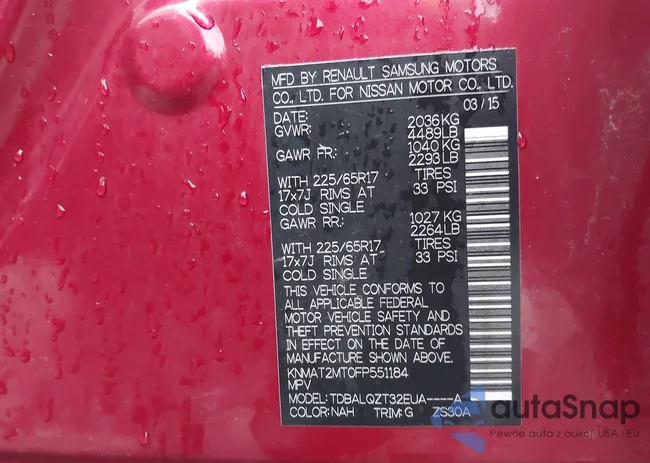 MFD BY RENAULT SAMSUNG MOTORS
CO., LTD. FOR NISSAN MOTOR CO., LTD.
DATE: 03/15
GVWR: 2036KG
4489LB
GAWR FR.: 1040 KG
2293LB
WITH 225/65R17 TIRES
17x7J RIMS AT 33 PSI
COLD SINGLE
GAWR RR.: 1027 KG
2264LB
WITH 225/65R17 TIRES
17x7J RIMS AT 33 PSI
COLD SINGLE
THIS VEHICLE CONFORMS TO
ALL APPLICABLE FEDERAL
MOTOR VEHICLE SAFETY AND
THEFT PREVENTION STANDARDS
IN EFFECT ON THE DATE OF
MANUFACTURE SHOWN ABOVE.
KNMAT2MT0FP551184
MPV
MODEL: TDBALQZT32EUA----A
COLOR: NAH TRIM: G ZS30A
autaSnap
Pewne auta z aukcji USA i EU